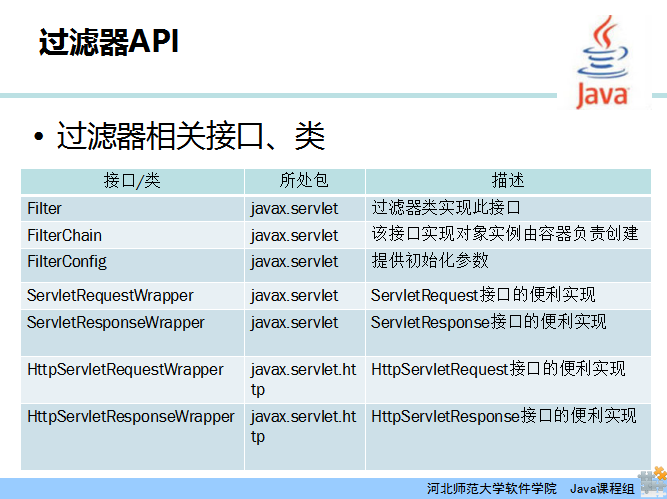 过滤器API
Java
• 过滤器相关接口、类
接口/类 所处包 描述
Filter javax.servlet 过滤器类实现此接口
FilterChain javax.servlet 该接口实现对象实例由容器负责创建
FilterConfig javax.servlet 提供初始化参数
ServletRequestWrapper javax.servlet ServletRequest接口的便利实现
ServletResponseWrapper javax.servlet ServletResponse接口的便利实现
HttpServletRequestWrapper javax.servlet.ht HttpServletRequest接口的便利实现
tp
HttpServletResponseWrapper javax.servlet.ht HttpServletResponse接口的便利实现
tp
河北师范大学软件学院 Java课程组